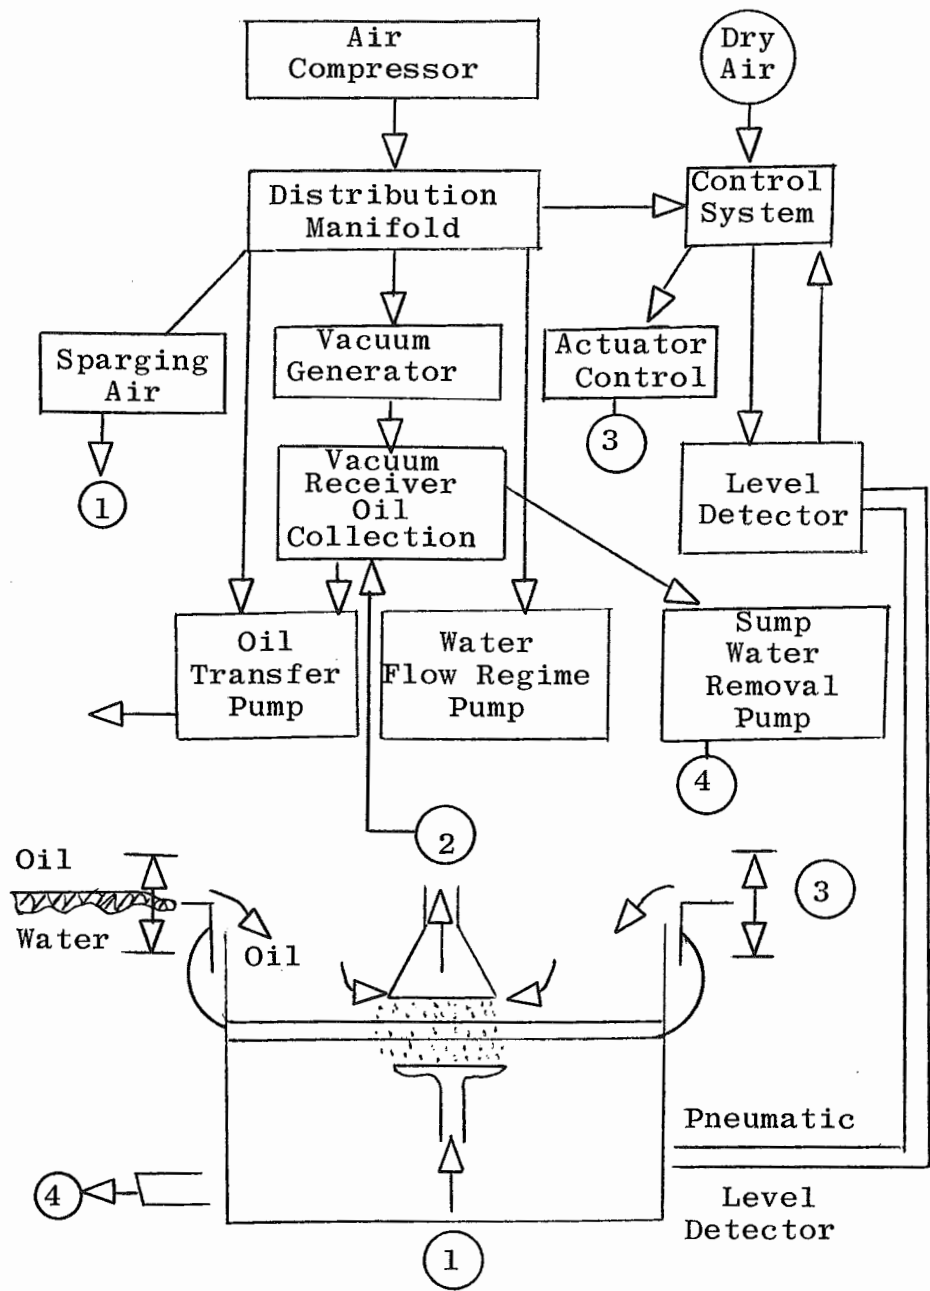 Air
Compressor
Dry
Air
Distribution
Manifold
Control
System
Sparging
Air
Vacuum
Generator
Actuator
Control
3
1
Vacuum
Receiver
Oil
Collection
Level
Detector
Oil
Transfer
Pump
Water
Flow Regime
Pump
Sump
Water
Removal
Pump
4
2
Oil
Water
Oil
3
Pneumatic
Level
Detector
4
1